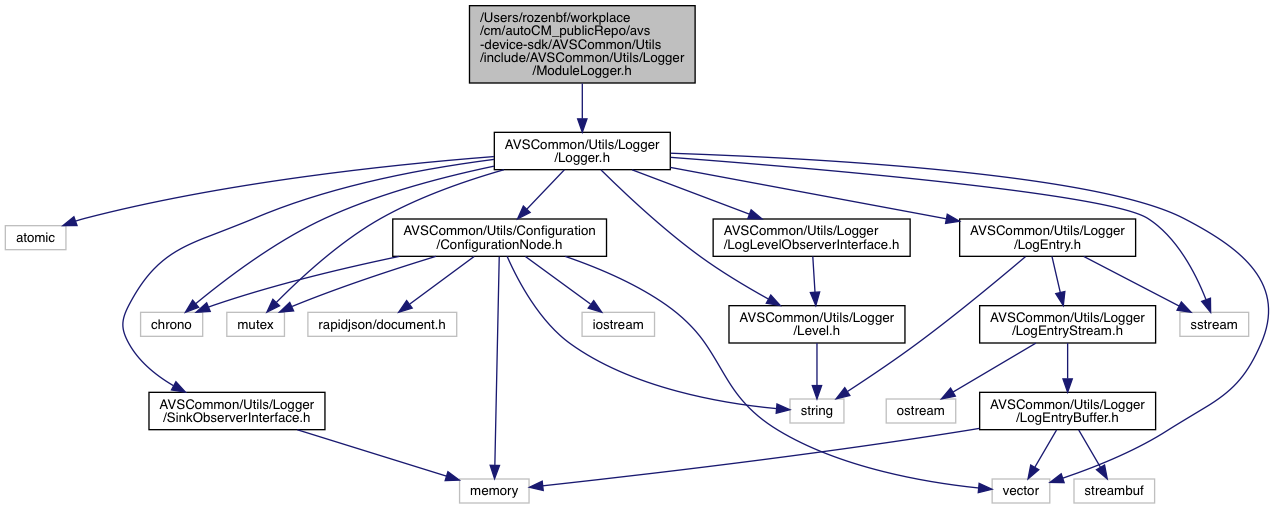 /Users/rozenbf/workplace
/cm/autoCM_publicRepo/avs
-device-sdk/AVSCommon/Utils
/include/AVSCommon/Utils/Logger
/ModuleLogger.h
AVSCommon/Utils/Logger
/Logger.h
atomic
AVSCommon/Utils/Configuration
/ConfigurationNode.h
AVSCommon/Utils/Logger
/LogLevelObserverInterface.h
AVSCommon/Utils/Logger
/LogEntry.h
chrono
mutex
rapidjson/document.h
iostream
AVSCommon/Utils/Logger
/Level.h
AVSCommon/Utils/Logger
/LogEntryStream.h
sstream
AVSCommon/Utils/Logger
/SinkObserverInterface.h
string
ostream
AVSCommon/Utils/Logger
/LogEntryBuffer.h
memory
vector
streambuf